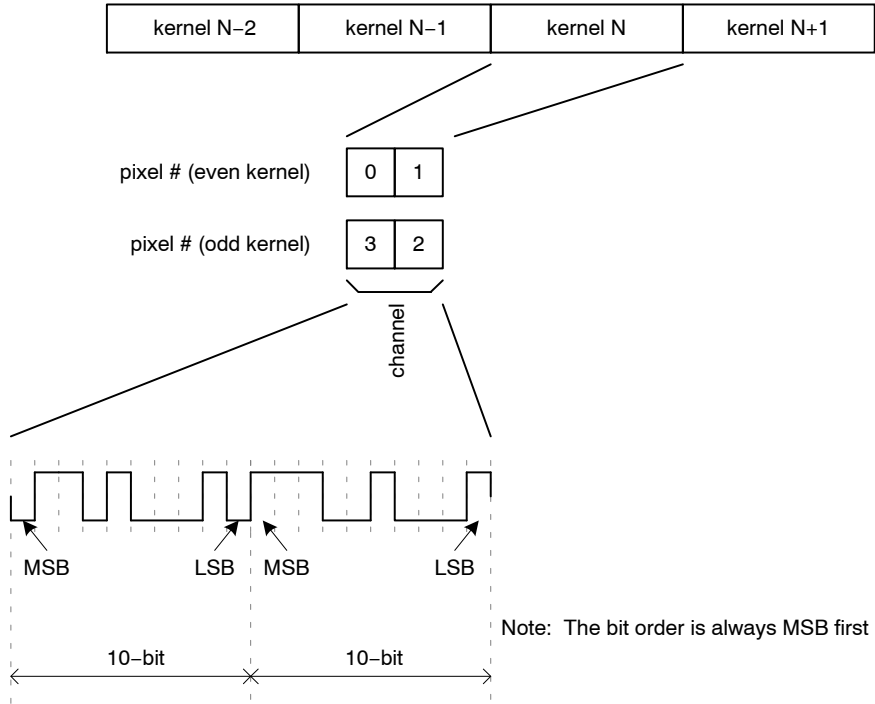 kernel N−2 kernel N−1 kernel N kernel N+1
pixel # (even kernel) 0 1
pixel # (odd kernel) 3 2
channel
MSB LSB MSB LSB
Note: The bit order is always MSB first
10−bit 10−bit